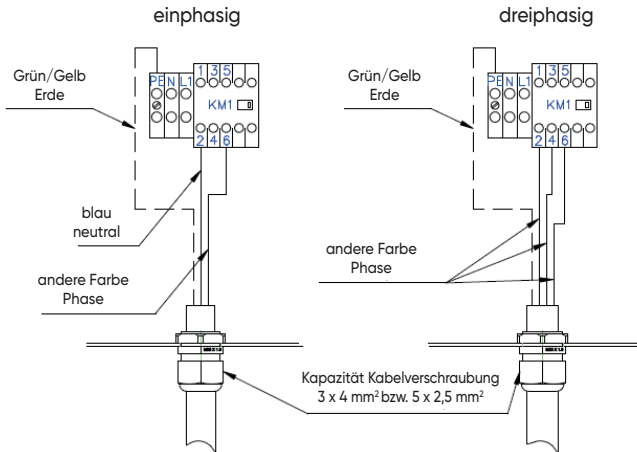 einphasig
dreiphasig
Grün/Gelb
Erde
PE N L1
1 3 5
KM1
2 4 6
blau
neutral
andere Farbe
Phase
Grün/Gelb
Erde
PE N L1
1 3 5
KM1
2 4 6
andere Farbe
Phase
Kapazität Kabelverschraubung
3 x 4 mm² bzw. 5 x 2,5 mm²